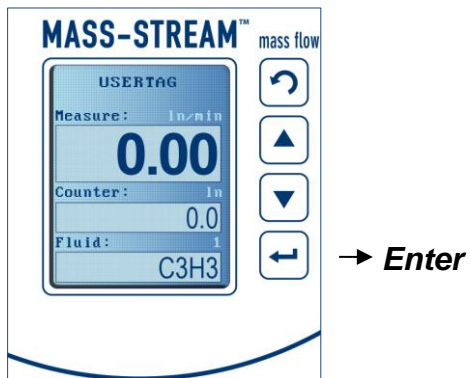 MASS-STREAM™ mass flow
USERTAG
Measure: ln/min
0.00
Counter: ln
0.0
Fluid: 1
C3H3
Enter